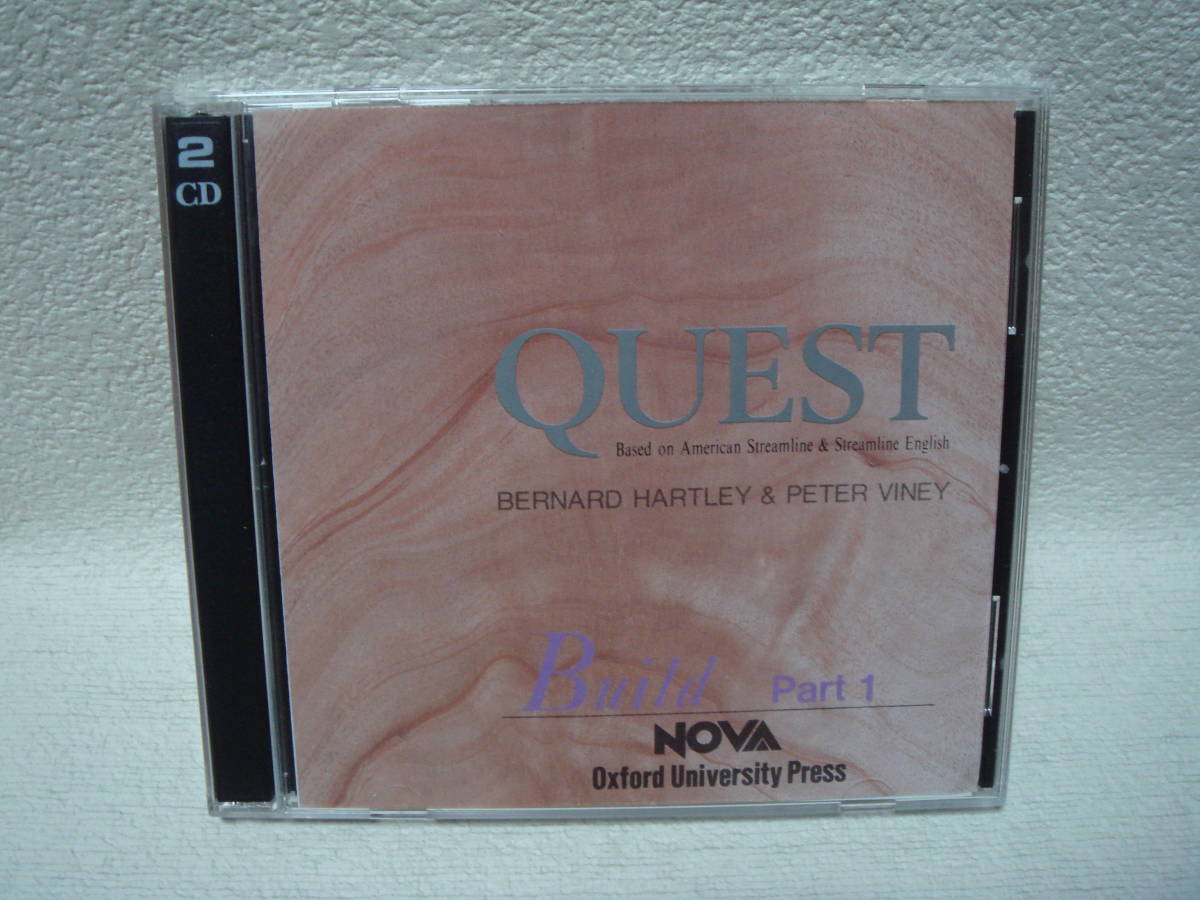 2
CD
QUEST
Based on American Streamline & Streamline English
BERNARD HARTLEY & PETER VINEY
Build Part 1
NOVA
Oxford University Press